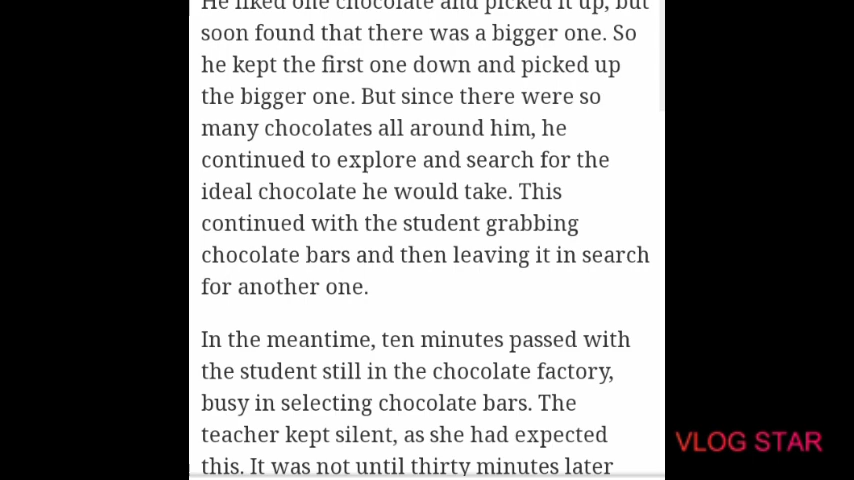 He liked one chocolate and picked it up, but
soon found that there was a bigger one. So
he kept the first one down and picked up
the bigger one. But since there were so
many chocolates all around him, he
continued to explore and search for the
ideal chocolate he would take. This
continued with the student grabbing
chocolate bars and then leaving it in search
for another one.
In the meantime, ten minutes passed with
the student still in the chocolate factory,
busy in selecting chocolate bars. The
teacher kept silent, as she had expected
this. It was not until thirty minutes later
VLOG STAR